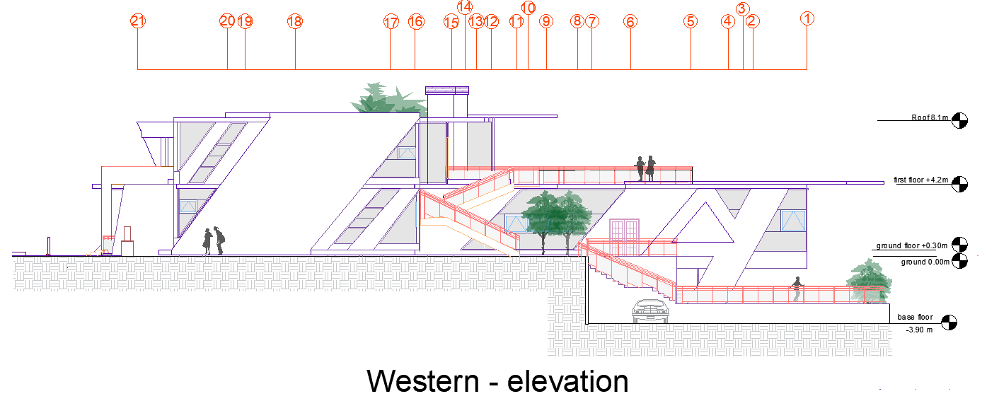 21 20 19 18 17 16 15 14 13 12 11 10 9 8 7 6 5 4 3 2 1
Roof 8.1m
first floor +4.2m
ground floor +0.30m
ground 0.00m
base floor
-3.90 m
Western - elevation